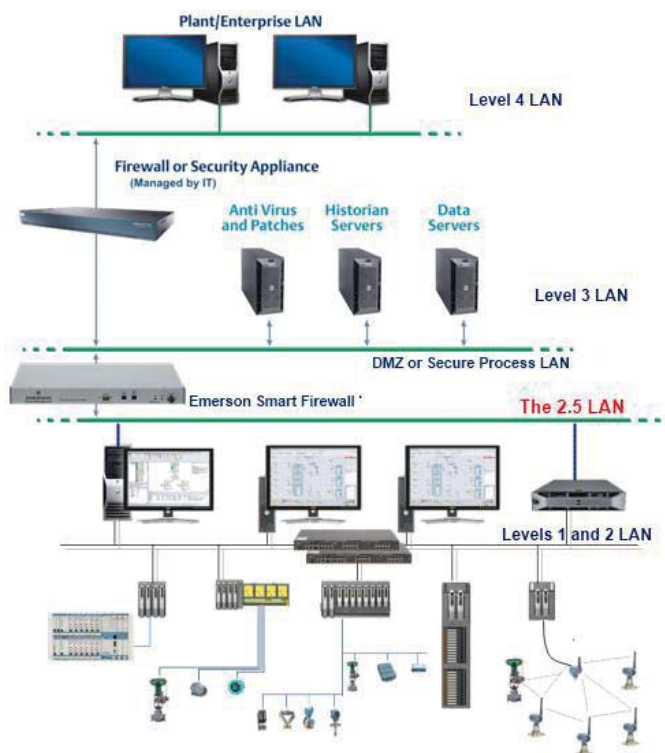 Plant/Enterprise LAN
Level 4 LAN
Firewall or Security Appliance
(Managed by IT)
Anti Virus
and Patches
Historian
Servers
Data
Servers
Level 3 LAN
DMZ or Secure Process LAN
Emerson Smart Firewall
The 2.5 LAN
Levels 1 and 2 LAN